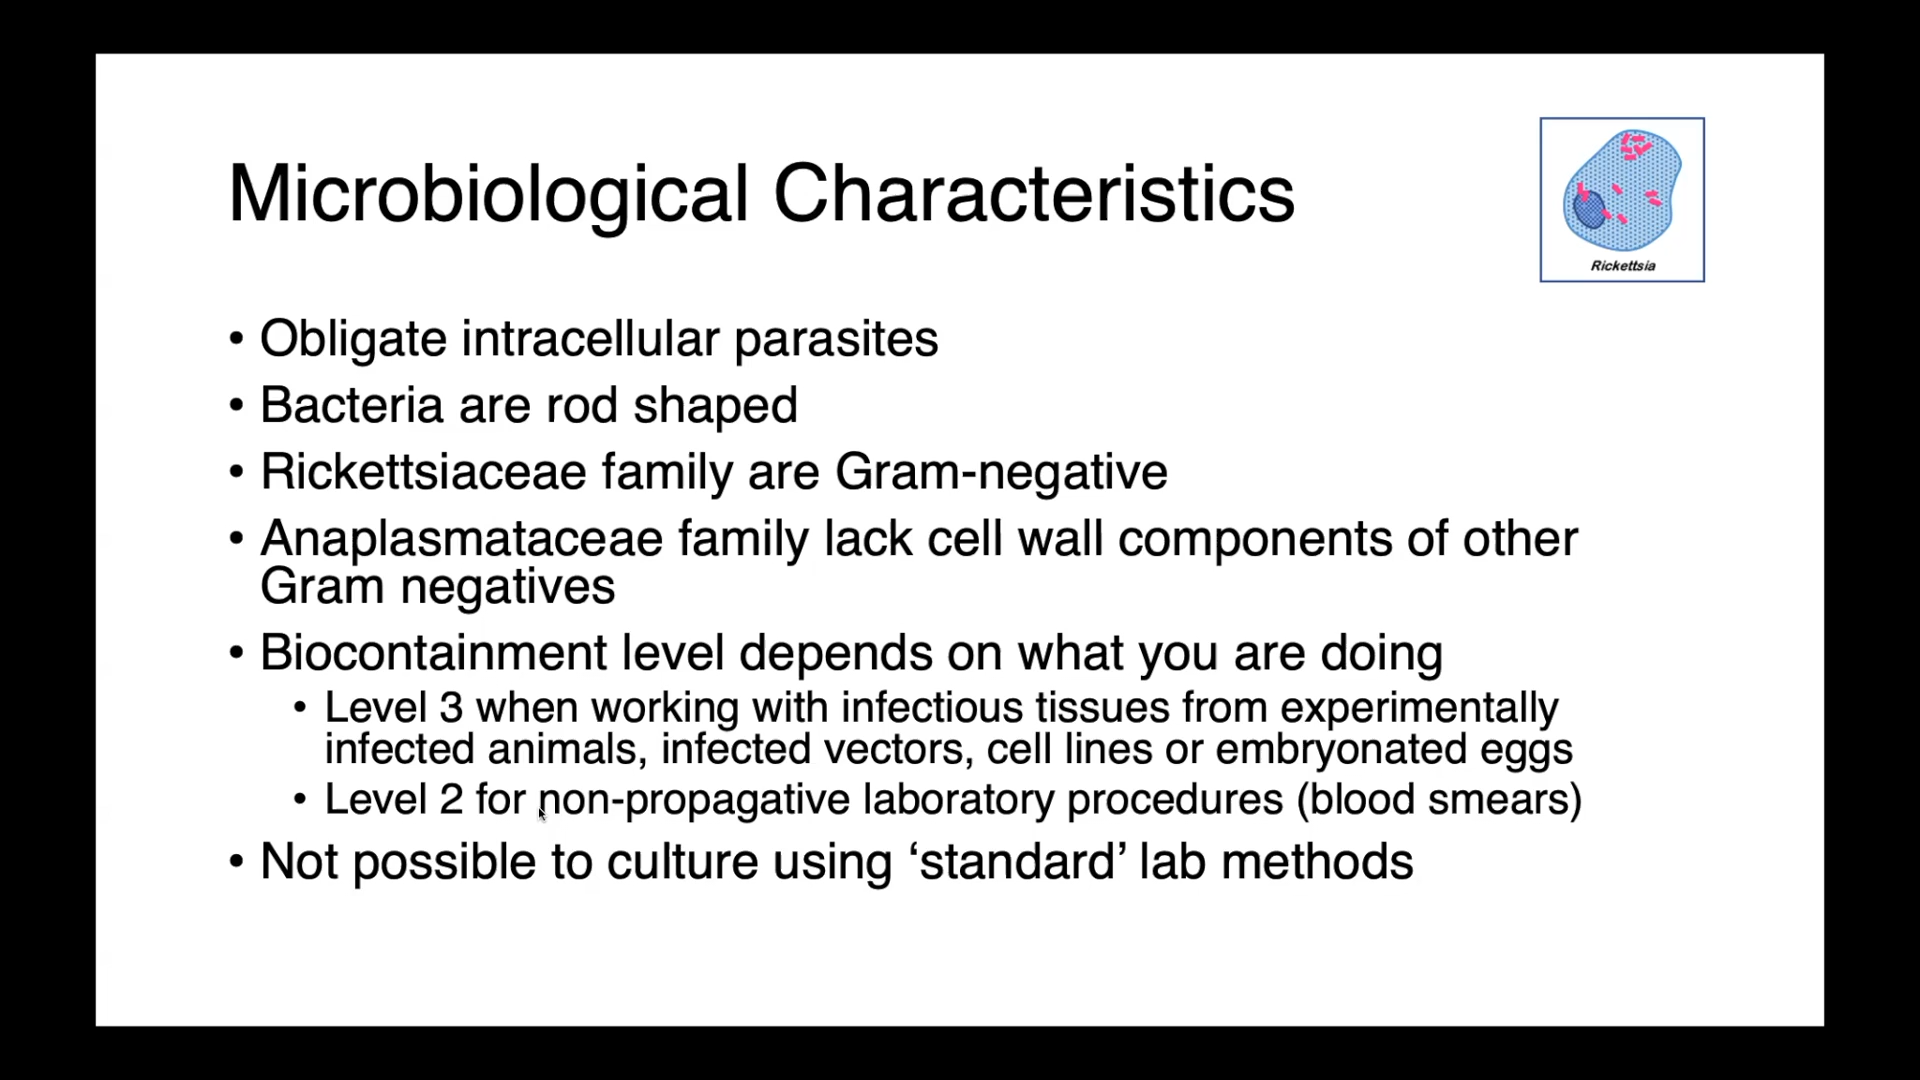 Microbiological Characteristics
Rickettsia
• Obligate intracellular parasites
• Bacteria are rod shaped
• Rickettsiaceae family are Gram-negative
• Anaplasmataceae family lack cell wall components of other
Gram negatives
• Biocontainment level depends on what you are doing
• Level 3 when working with infectious tissues from experimentally
infected animals, infected vectors, cell lines or embryonated eggs
• Level 2 for non-propagative laboratory procedures (blood smears)
• Not possible to culture using ‘standard’ lab methods